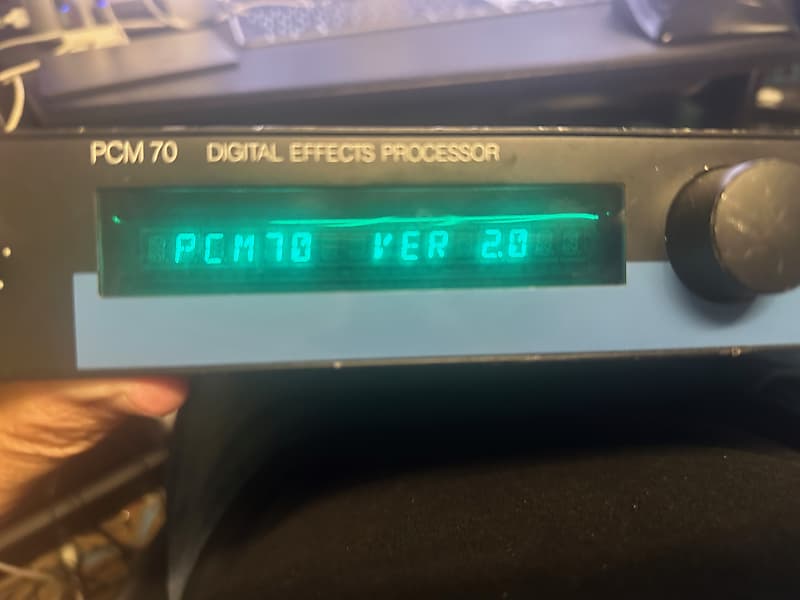 PCM 70 DIGITAL EFFECTS PROCESSOR
PCM70 VER 2.0